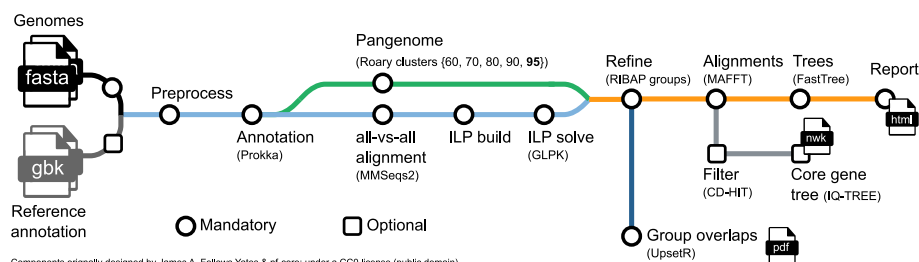 Genomes
fasta
gbk
Reference
annotation
Preprocess
Annotation
(Prokka)
Pangenome
(Roary clusters {60, 70, 80, 90, 95})
all-vs-all
alignment
(MMSeqs2)
ILP build
ILP solve
(GLPK)
Refine
(RIBAP groups)
Alignments
(MAFFT)
Trees
(FastTree)
Report
html
nwk
Filter
(CD-HIT)
Core gene
tree (IQ-TREE)
Group overlaps
(UpsetR)
pdf
Mandatory
Optional